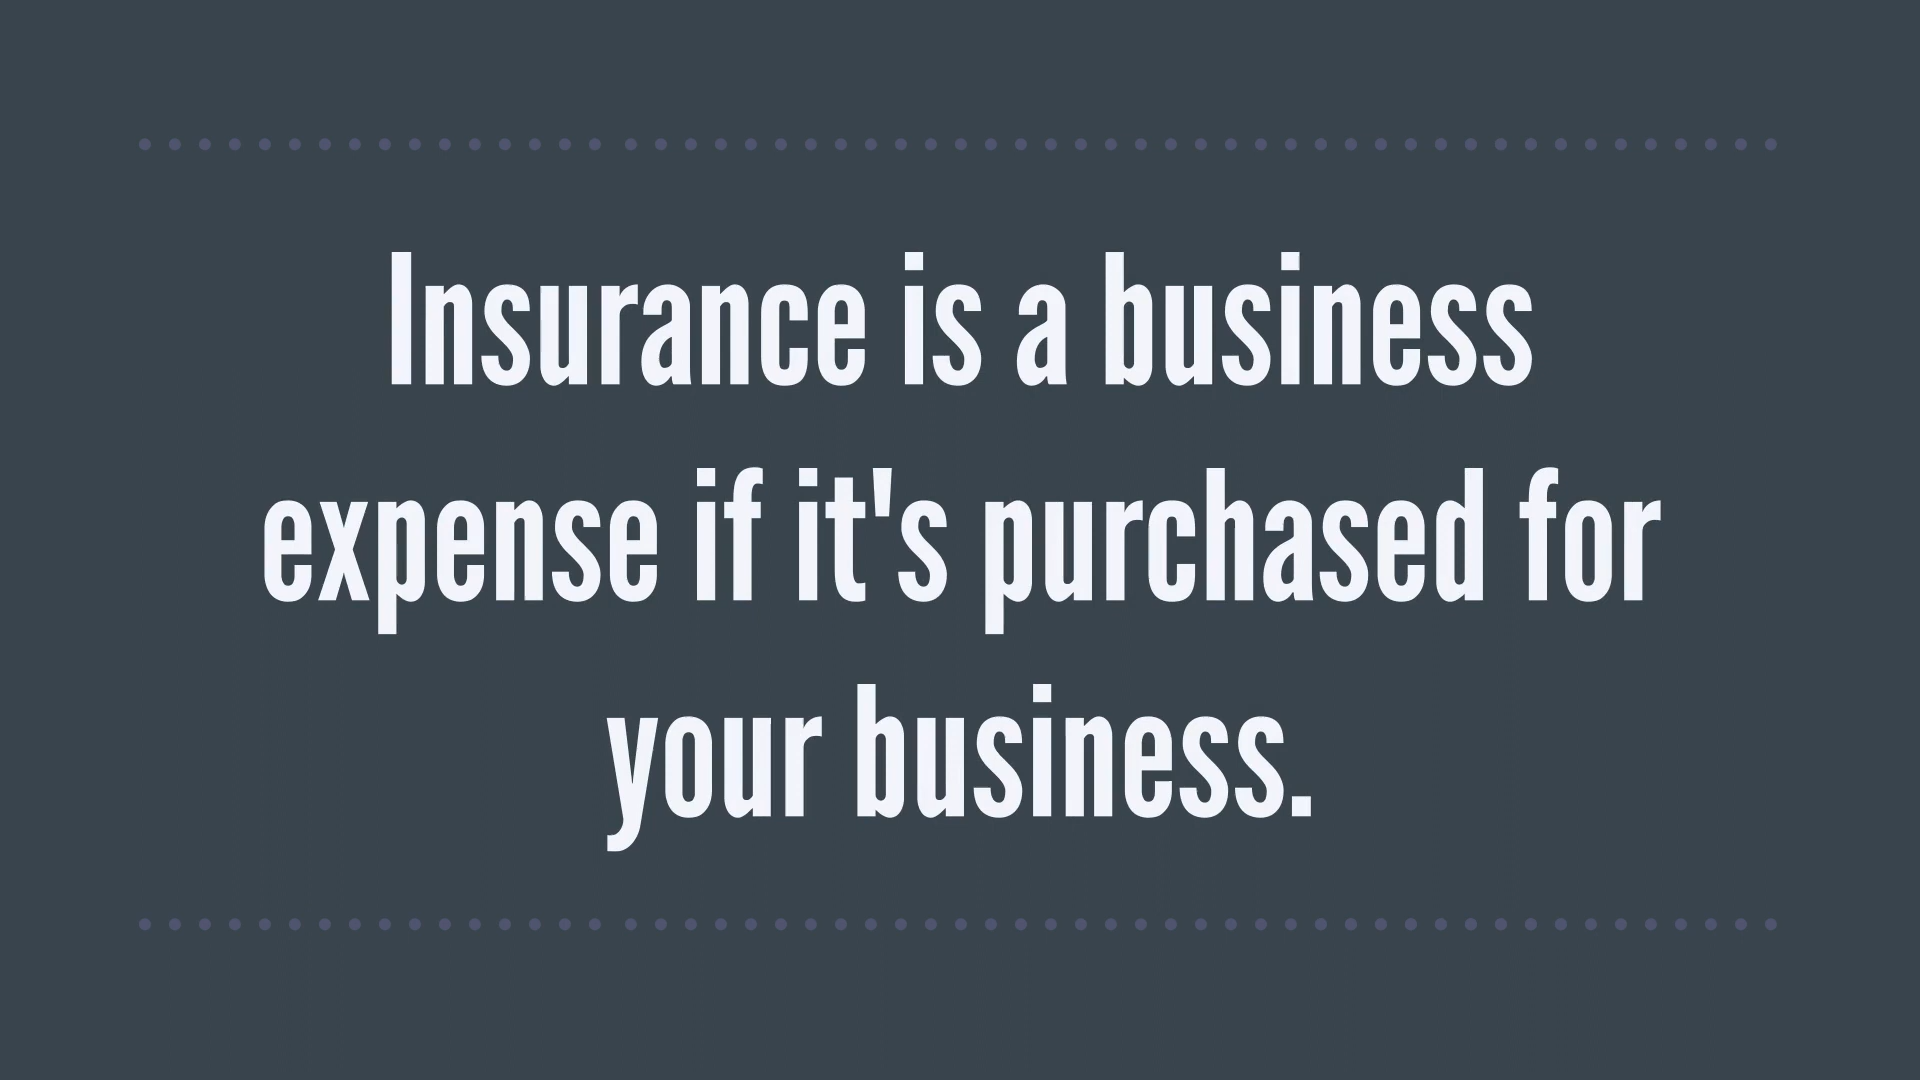 Insurance is a business
expense if it's purchased for
your business.